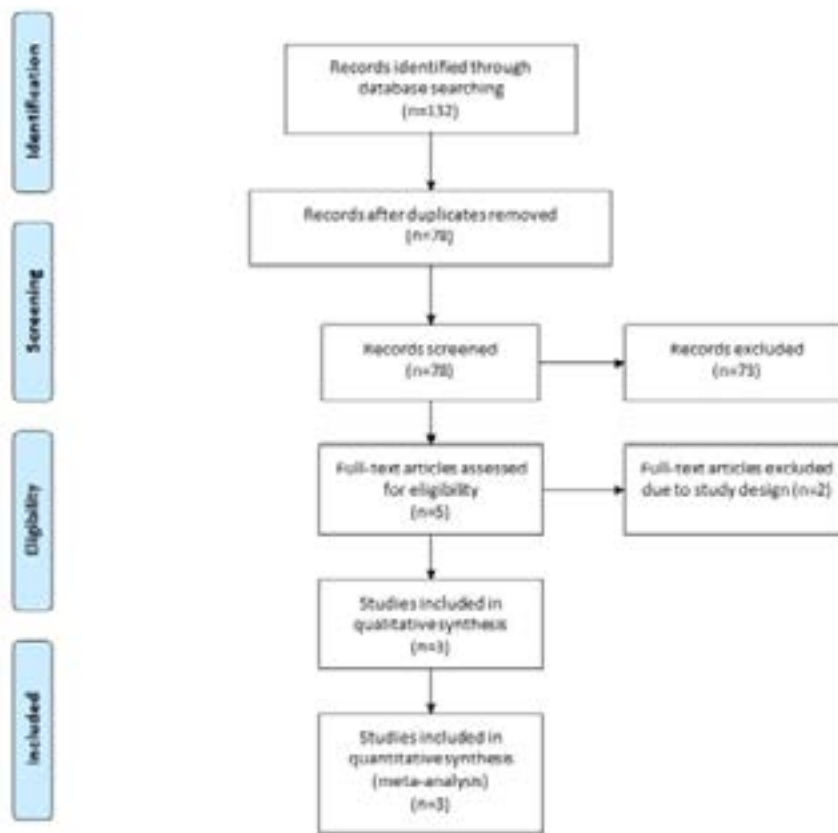 Identification
Records identified through
database searching
(n=132)
Records after duplicates removed
(n=78)
Screening
Records screened
(n=78)
Records excluded
(n=73)
Eligibility
Full-text articles assessed
for eligibility
(n=5)
Full-text articles excluded
due to study design (n=2)
Studies included in
qualitative synthesis
(n=3)
Included
Studies included in
quantitative synthesis
(meta-analysis)
(n=3)